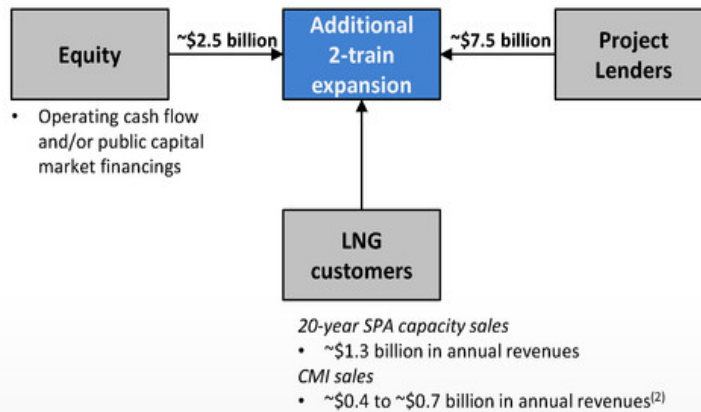 Equity
~$2.5 billion
Additional
2-train
expansion
~$7.5 billion
Project
Lenders
• Operating cash flow
and/or public capital
market financings
LNG
customers
20-year SPA capacity sales
• ~$1.3 billion in annual revenues
CMI sales
• ~$0.4 to ~$0.7 billion in annual revenues(2)